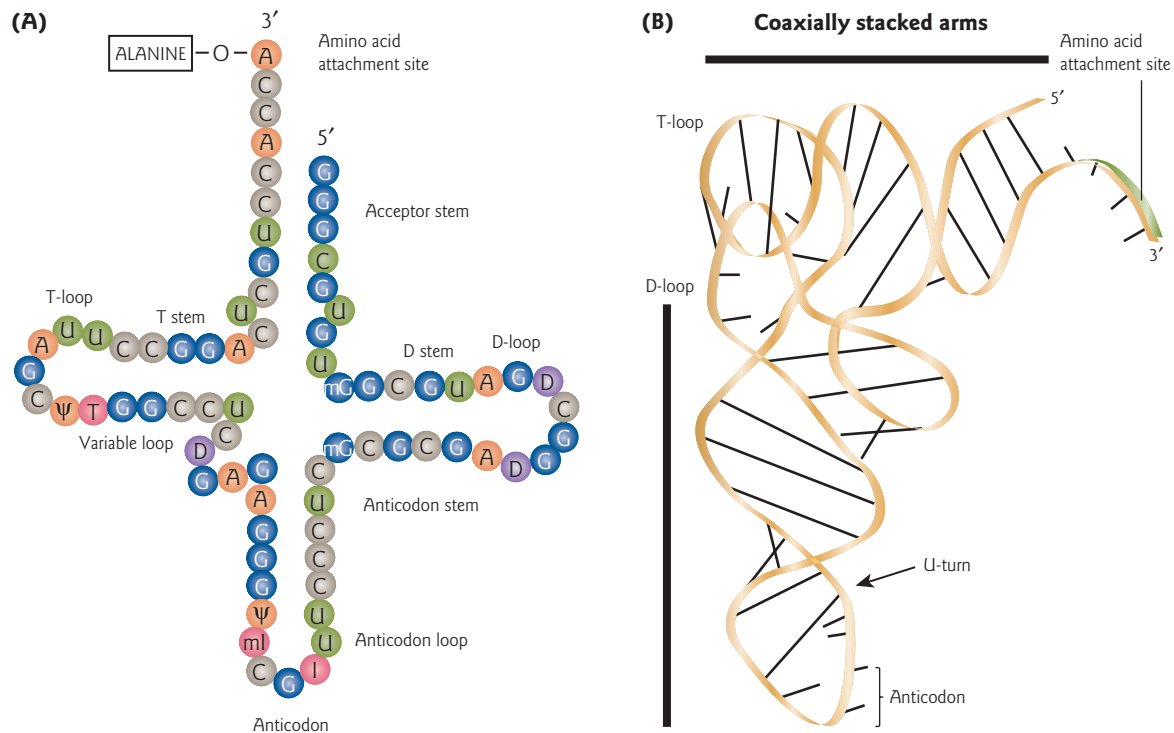 (A)
3′
ALANINE
O
Amino acid
attachment site
A
C
C
A
C
C
U
G
C
U
C
5′
G
G
G
C
G
U
G
U
Acceptor stem
T-loop
T stem
A U U C C G G A
G
C Ψ T G G C C U
Variable loop
C
D
G A G
D stem
D-loop
mG G C G U A G D
C
G
mG C G C G A D G
Anticodon stem
A
G
G
G
Ψ
mI
C G I
C
U
C
C
C
U
U
Anticodon loop
Anticodon
(B)
Coaxially stacked arms
Amino acid
attachment site
5′
T-loop
3′
D-loop
U-turn
Anticodon